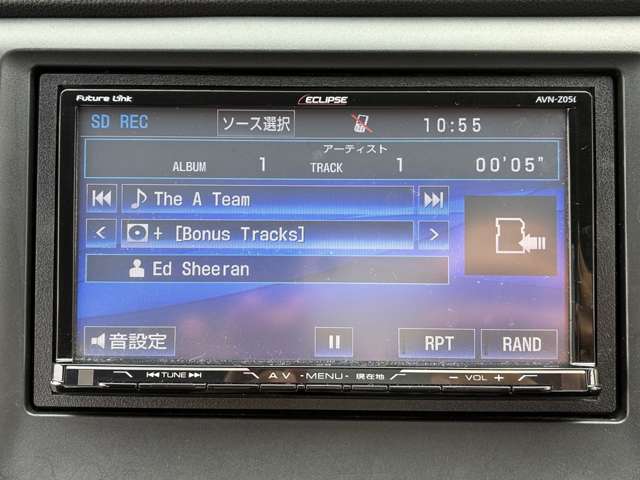 Future Link ECLIPSE AVN-Z05i
SD REC ソース選択 10:55
アーティスト
ALBUM 1 TRACK 1 00'05"
The A Team
+ [Bonus Tracks]
Ed Sheeran
音設定 RPT RAND
TUNE AV -MENU- 現在地 - VOL +